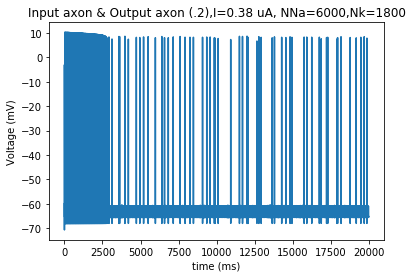 Input axon & Output axon (.2),I=0.38 uA, NNa=6000,Nk=1800
10
0
−10
−20
−30
−40
−50
−60
−70
Voltage (mV)
0 2500 5000 7500 10000 12500 15000 17500 20000
time (ms)